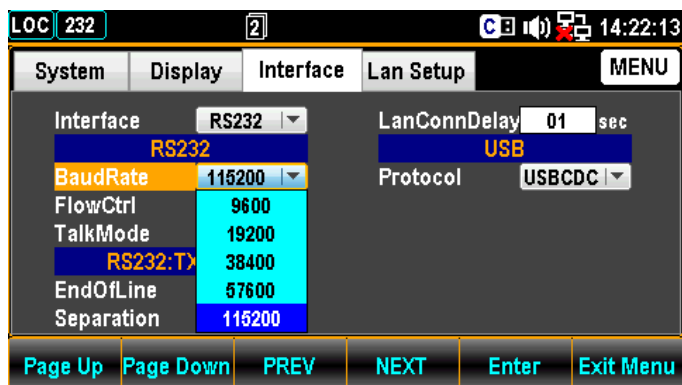 LOC 232 2 C 14:22:13
System Display Interface Lan Setup MENU
Interface RS232 LanConnDelay 01 sec
RS232 USB
BaudRate 115200 Protocol USBCDC
FlowCtrl 9600
TalkMode 19200
RS232:TX 38400
EndOfLine 57600
Separation 115200
Page Up Page Down PREV NEXT Enter Exit Menu